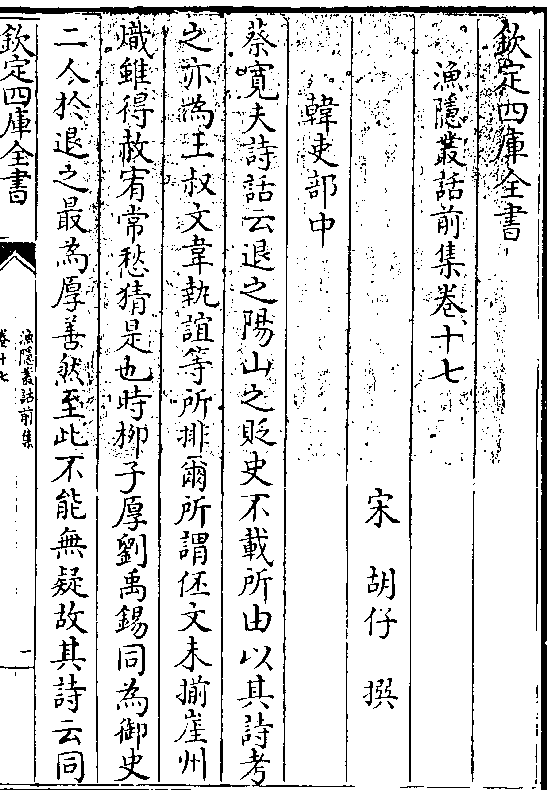 欽定四庫全書
漁隱叢話前集卷十七
宋 胡仔 撰
韓吏部中
蔡寛夫詩話云退之陽山之貶史不載所由以其詩考
之亦為王叔文韋執誼等所排爾所謂伾文未揃崖州
熾雖得赦宥常愁猜是也時柳子厚劉禹錫同為御史
二人於退之最為厚善然至此不能無疑故其詩云同
欽定四庫全書
漁隱叢話前集
卷十七
一